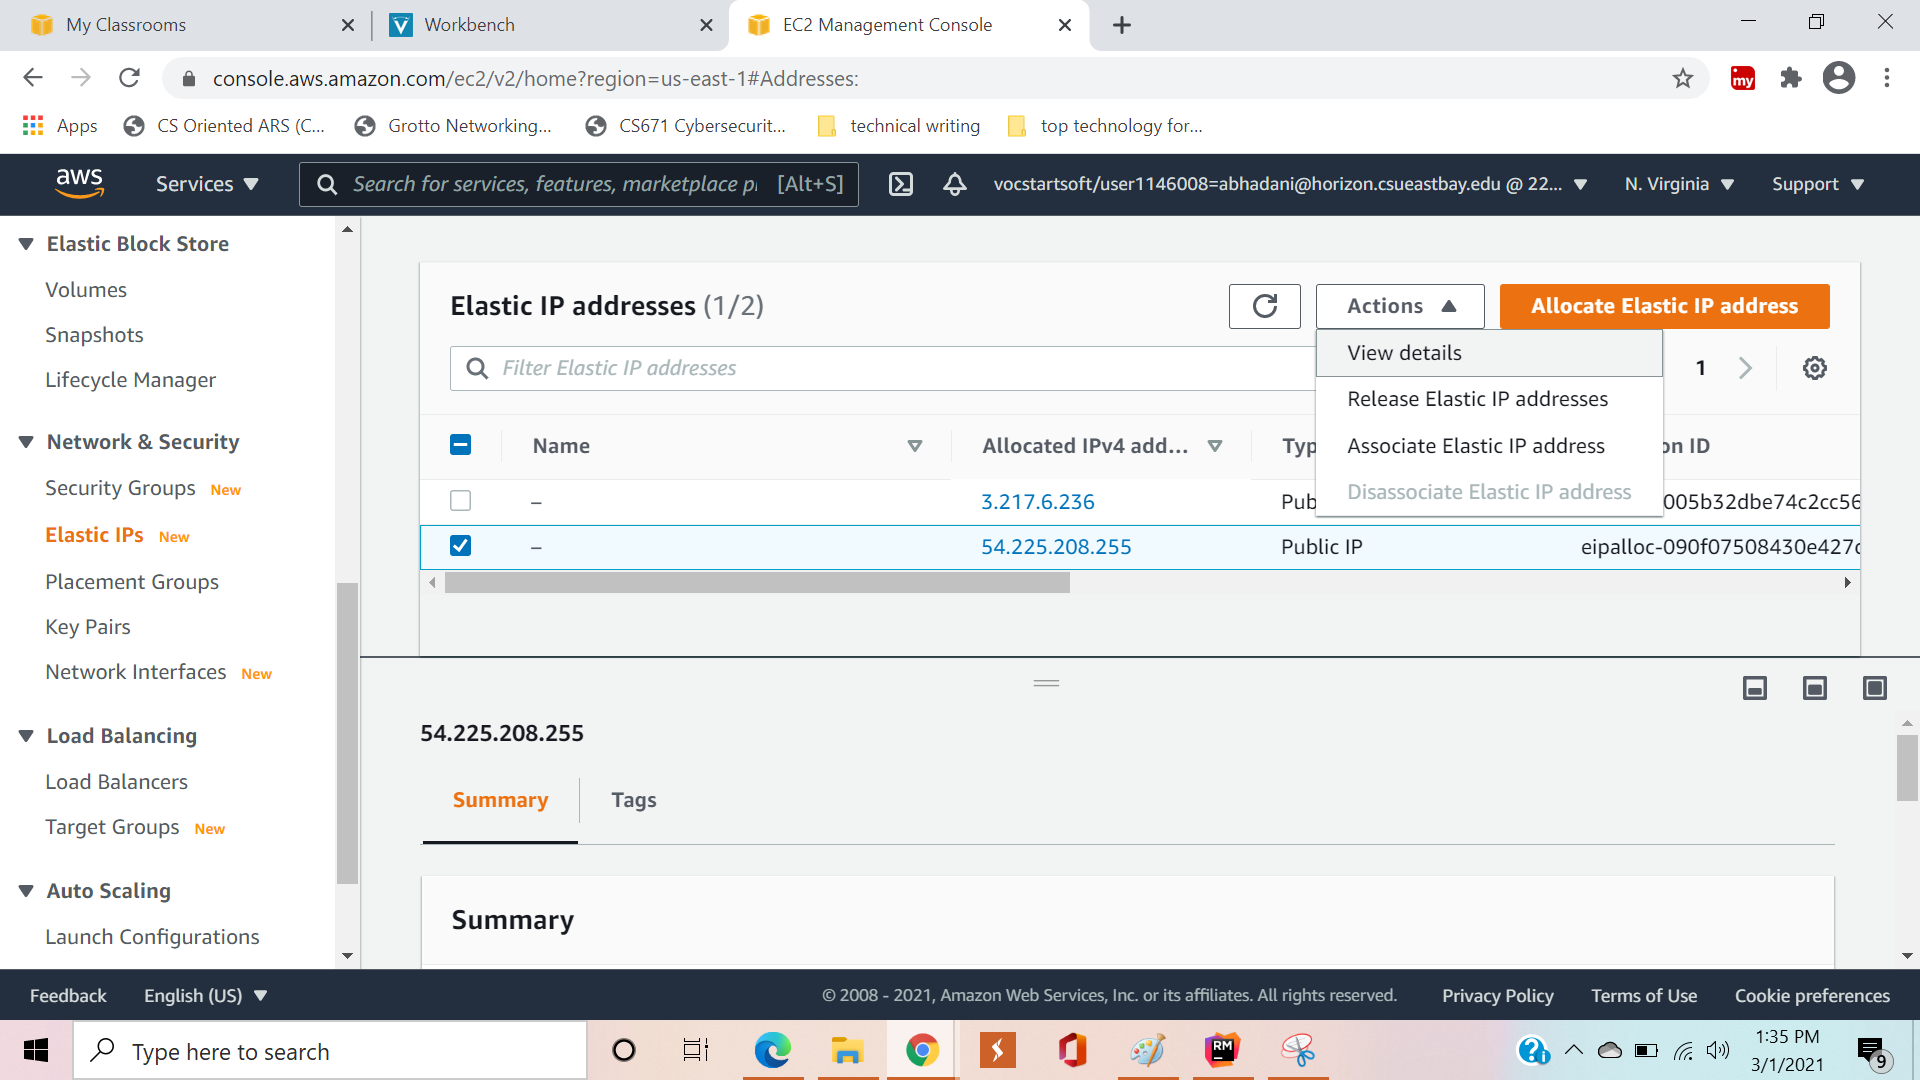 My Classrooms
Workbench
EC2 Management Console
console.aws.amazon.com/ec2/v2/home?region=us-east-1#Addresses:
my
Apps
CS Oriented ARS (C...
Grotto Networking...
CS671 Cybersecurit...
technical writing
top technology for...
aws
Services
Search for services, features, marketplace p [Alt+S]
vocstartsoft/user1146008=abhadani@horizon.csueastbay.edu @ 22...
N. Virginia
Support
Elastic Block Store
Volumes
Snapshots
Lifecycle Manager
Network & Security
Security Groups New
Elastic IPs New
Placement Groups
Key Pairs
Network Interfaces New
Load Balancing
Load Balancers
Target Groups New
Auto Scaling
Launch Configurations
Elastic IP addresses (1/2)
Actions
Allocate Elastic IP address
Filter Elastic IP addresses
1
View details
Release Elastic IP addresses
Associate Elastic IP address
Disassociate Elastic IP address
Name Allocated IPv4 add... Typ on ID
– 3.217.6.236 Pub 005b32dbe74c2cc56
– 54.225.208.255 Public IP eipalloc-090f07508430e427c
54.225.208.255
Summary
Tags
Summary
Feedback
English (US)
© 2008 - 2021, Amazon Web Services, Inc. or its affiliates. All rights reserved.
Privacy Policy
Terms of Use
Cookie preferences
Type here to search
RM
1:35 PM
3/1/2021
9